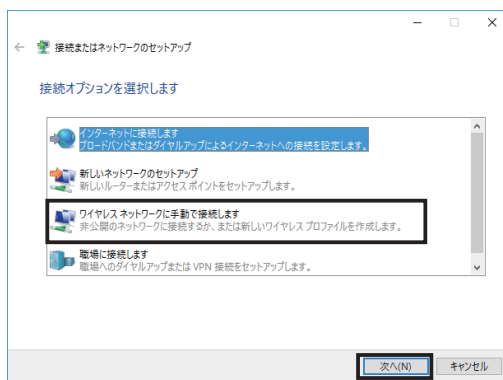 接続またはネットワークのセットアップ
接続オプションを選択します
インターネットに接続します
ブロードバンドまたはダイヤルアップによるインターネットへの接続を設定します。
新しいネットワークのセットアップ
新しいルーターまたはアクセス ポイントをセットアップします。
ワイヤレス ネットワークに手動で接続します
非公開のネットワークに接続するか、または新しいワイヤレス プロファイルを作成します。
職場に接続します
職場へのダイヤルアップまたは VPN 接続をセットアップします。
次へ(N)
キャンセル